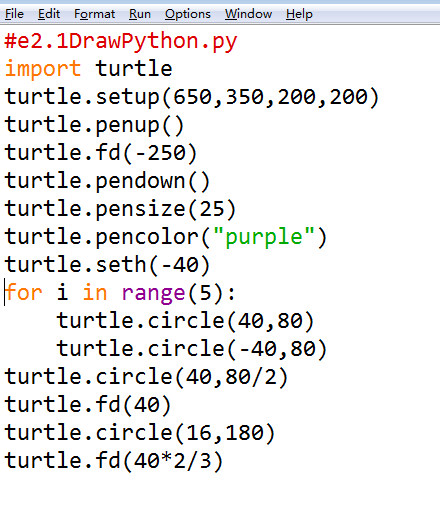 File Edit Format Run Options Window Help
#e2.1DrawPython.py
import turtle
turtle.setup(650,350,200,200)
turtle.penup()
turtle.fd(-250)
turtle.pendown()
turtle.pensize(25)
turtle.pencolor("purple")
turtle.seth(-40)
for i in range(5):
    turtle.circle(40,80)
    turtle.circle(-40,80)
turtle.circle(40,80/2)
turtle.fd(40)
turtle.circle(16,180)
turtle.fd(40*2/3)